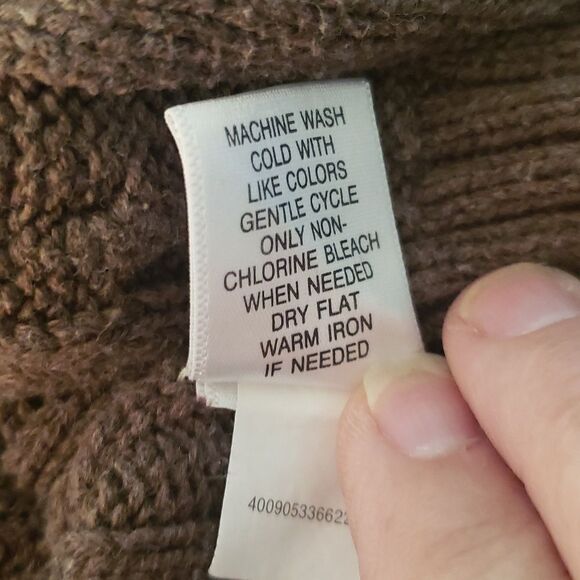 MACHINE WASH
COLD WITH
LIKE COLORS
GENTLE CYCLE
ONLY NON-
CHLORINE BLEACH
WHEN NEEDED
DRY FLAT
WARM IRON
IF NEEDED
400905336622